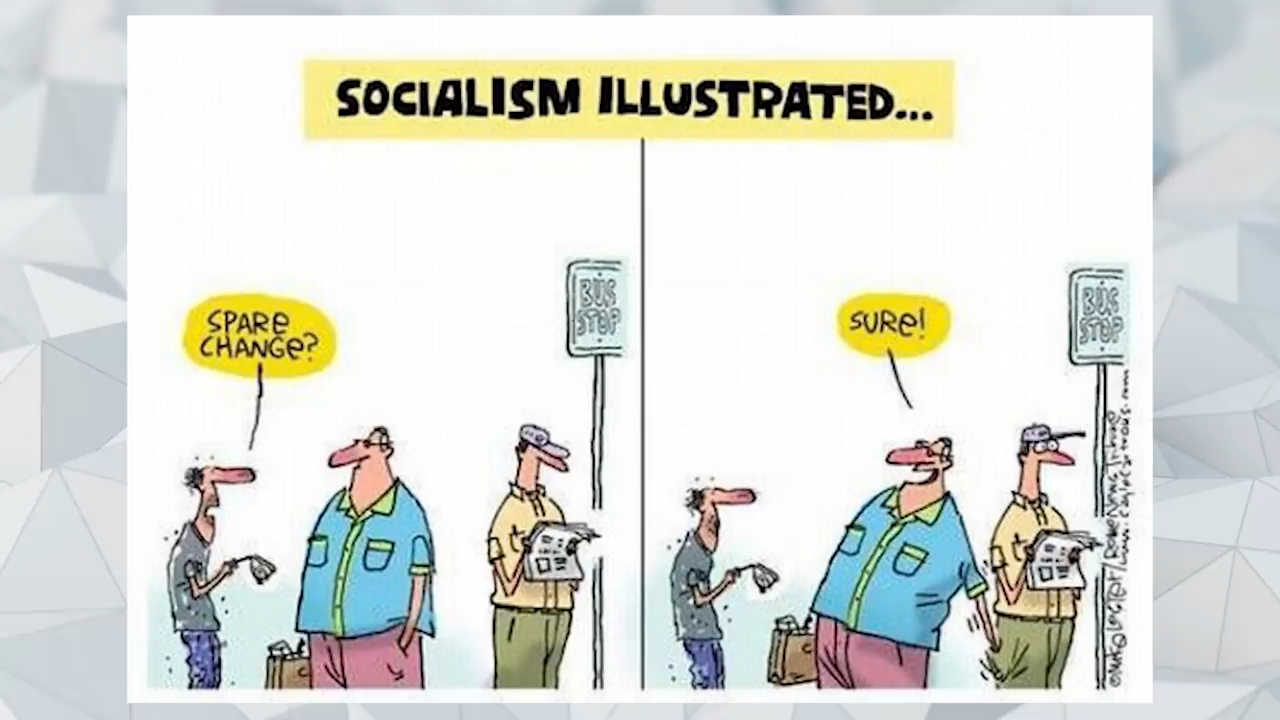 SOCIALISM ILLUSTRATED...
SPARE
CHANGE?
BUS
STOP
SURE!
BUS
STOP